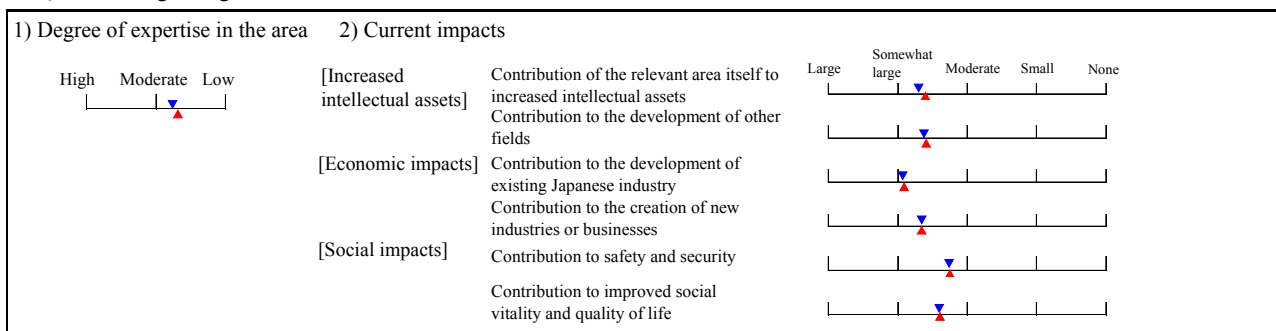 1) Degree of expertise in the area 2) Current impacts
High Moderate Low
Large Somewhat large Moderate Small None
[Increased intellectual assets]
Contribution of the relevant area itself to
increased intellectual assets
Contribution to the development of other
fields
[Economic impacts]
Contribution to the development of
existing Japanese industry
Contribution to the creation of new
industries or businesses
[Social impacts]
Contribution to safety and security
Contribution to improved social
vitality and quality of life